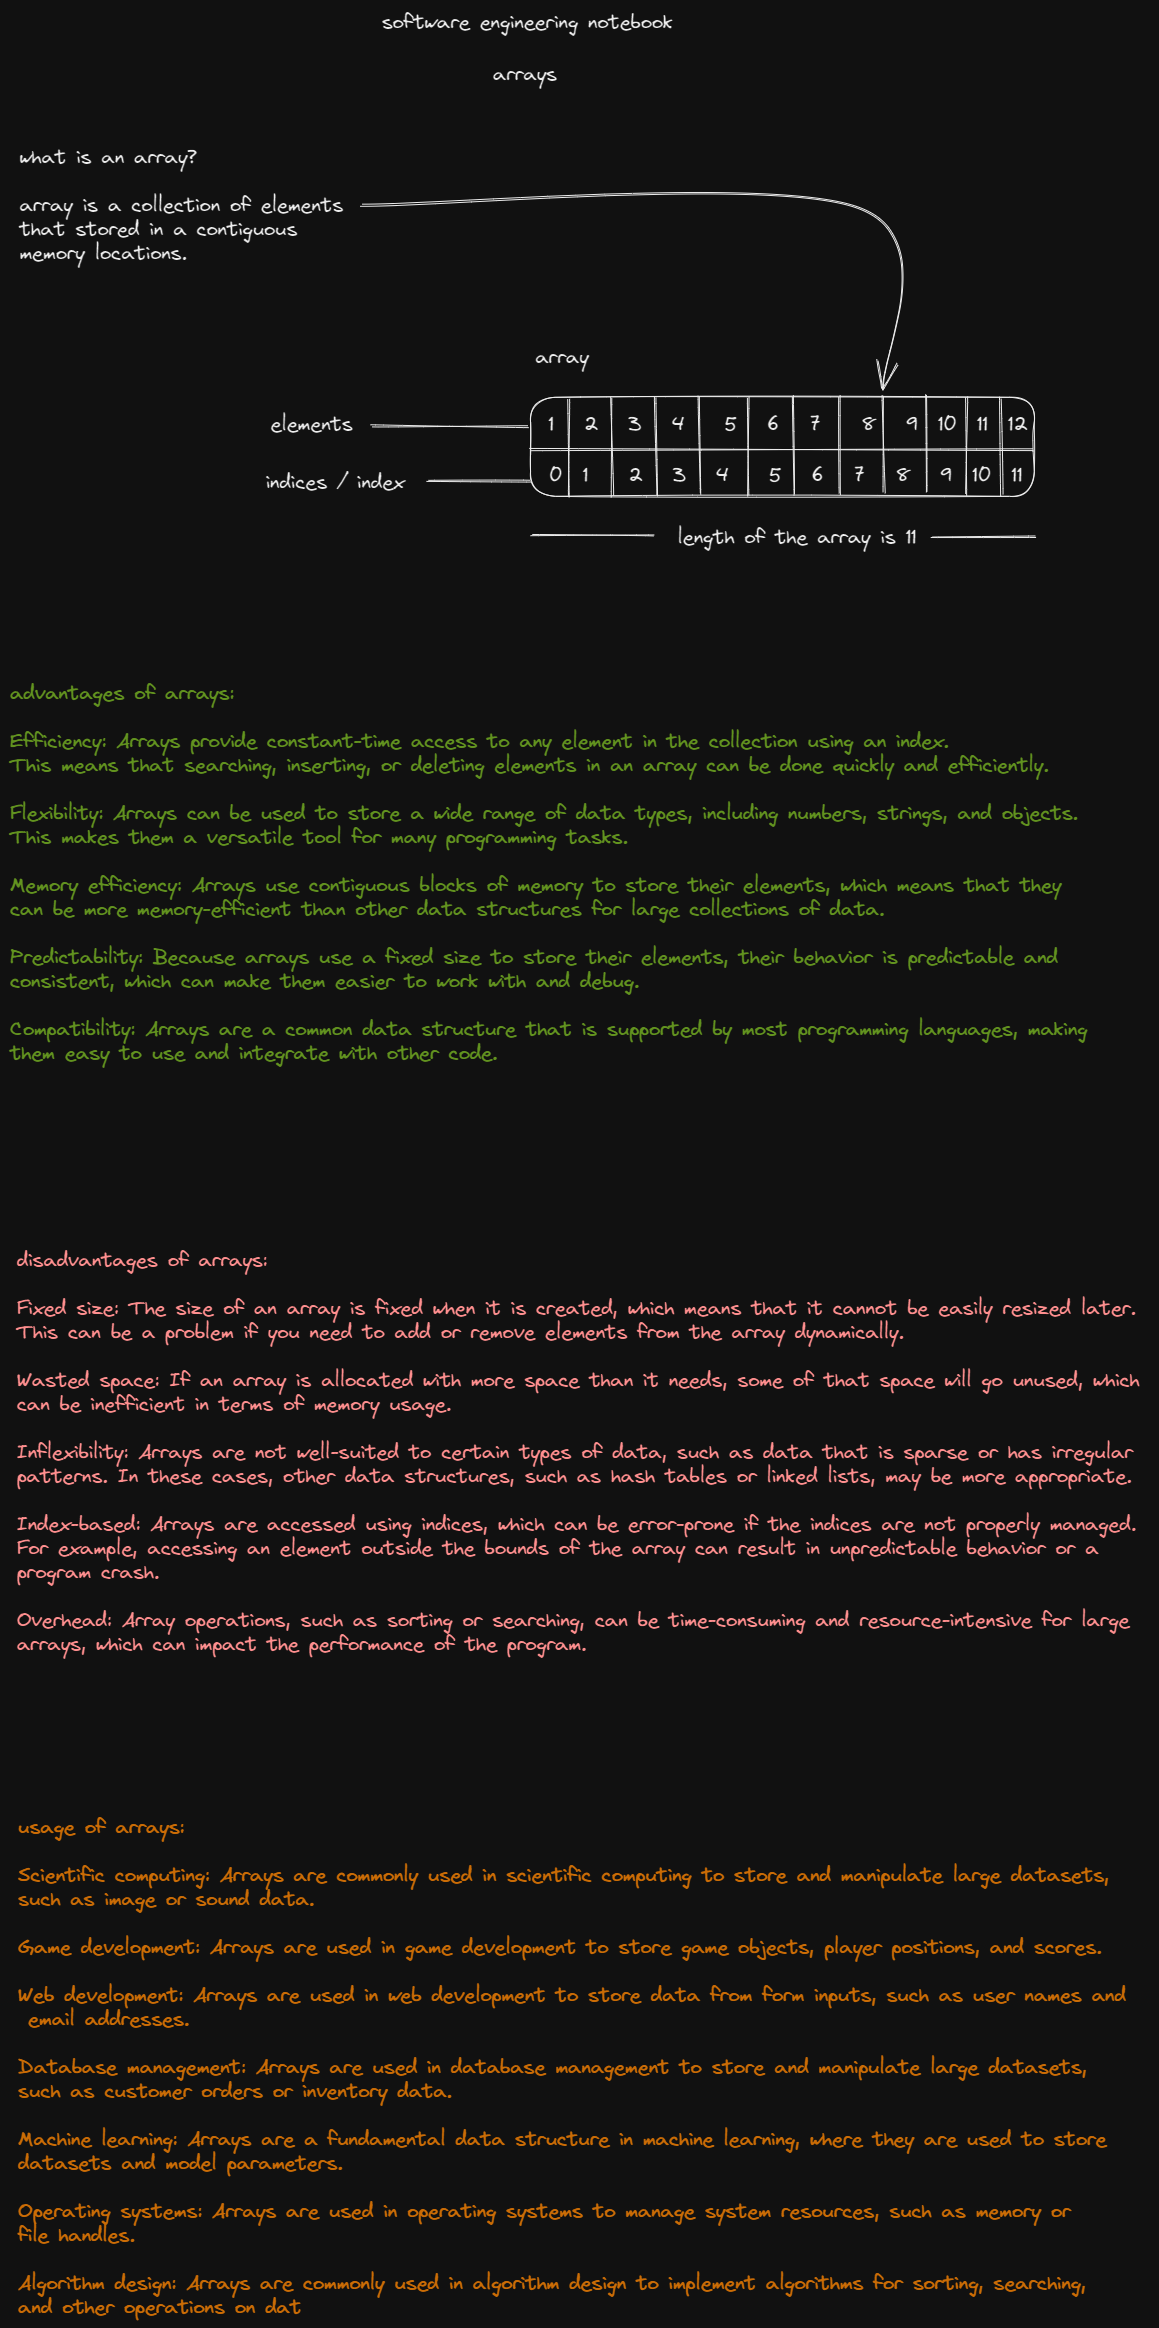 software engineering notebook
arrays
what is an array?
array is a collection of elements
that stored in a contiguous
memory locations.
array
elements 1 2 3 4 5 6 7 8 9 10 11 12
indices / index 0 1 2 3 4 5 6 7 8 9 10 11
length of the array is 11
advantages of arrays:
Efficiency: Arrays provide constant-time access to any element in the collection using an index.
This means that searching, inserting, or deleting elements in an array can be done quickly and efficiently.
Flexibility: Arrays can be used to store a wide range of data types, including numbers, strings, and objects.
This makes them a versatile tool for many programming tasks.
Memory efficiency: Arrays use contiguous blocks of memory to store their elements, which means that they
can be more memory-efficient than other data structures for large collections of data.
Predictability: Because arrays use a fixed size to store their elements, their behavior is predictable and
consistent, which can make them easier to work with and debug.
Compatibility: Arrays are a common data structure that is supported by most programming languages, making
them easy to use and integrate with other code.
disadvantages of arrays:
Fixed size: The size of an array is fixed when it is created, which means that it cannot be easily resized later.
This can be a problem if you need to add or remove elements from the array dynamically.
Wasted space: If an array is allocated with more space than it needs, some of that space will go unused, which
can be inefficient in terms of memory usage.
Inflexibility: Arrays are not well-suited to certain types of data, such as data that is sparse or has irregular
patterns. In these cases, other data structures, such as hash tables or linked lists, may be more appropriate.
Index-based: Arrays are accessed using indices, which can be error-prone if the indices are not properly managed.
For example, accessing an element outside the bounds of the array can result in unpredictable behavior or a
program crash.
Overhead: Array operations, such as sorting or searching, can be time-consuming and resource-intensive for large
arrays, which can impact the performance of the program.
usage of arrays:
Scientific computing: Arrays are commonly used in scientific computing to store and manipulate large datasets,
such as image or sound data.
Game development: Arrays are used in game development to store game objects, player positions, and scores.
Web development: Arrays are used in web development to store data from form inputs, such as user names and
email addresses.
Database management: Arrays are used in database management to store and manipulate large datasets,
such as customer orders or inventory data.
Machine learning: Arrays are a fundamental data structure in machine learning, where they are used to store
datasets and model parameters.
Operating systems: Arrays are used in operating systems to manage system resources, such as memory or
file handles.
Algorithm design: Arrays are commonly used in algorithm design to implement algorithms for sorting, searching,
and other operations on dat